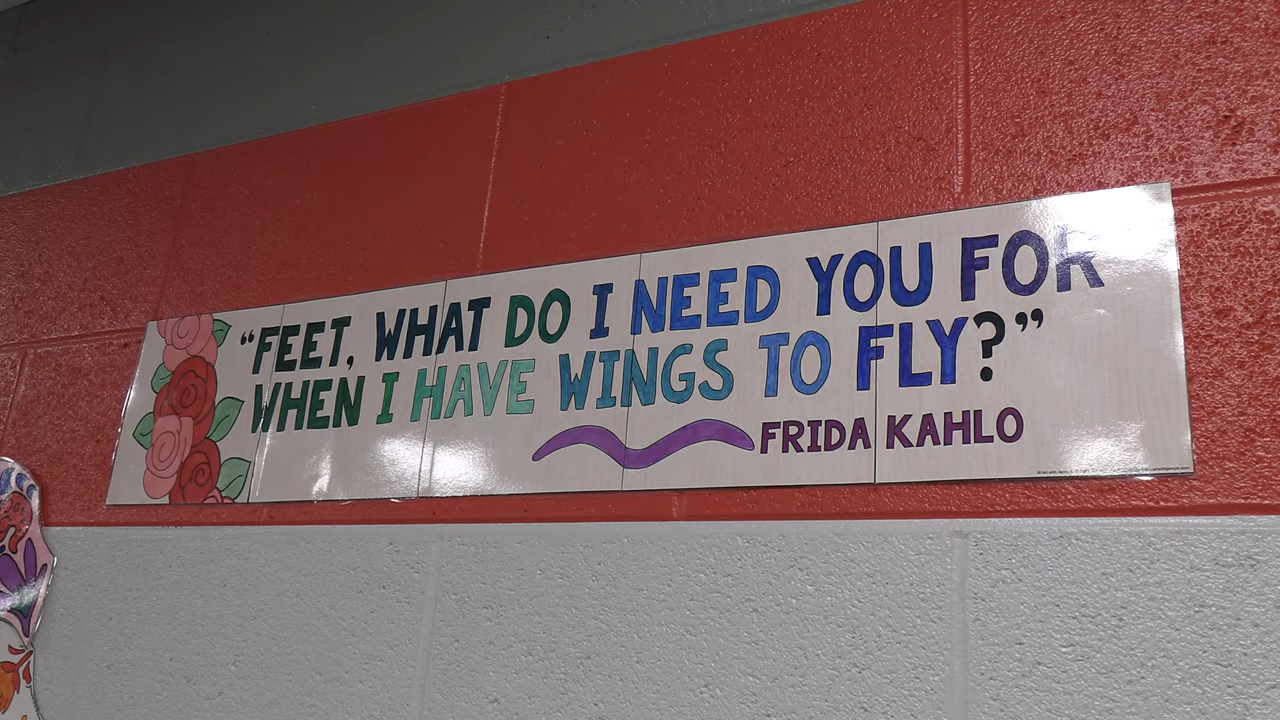 “FEET, WHAT DO I NEED YOU FOR
WHEN I HAVE WINGS TO FLY?”
FRIDA KAHLO